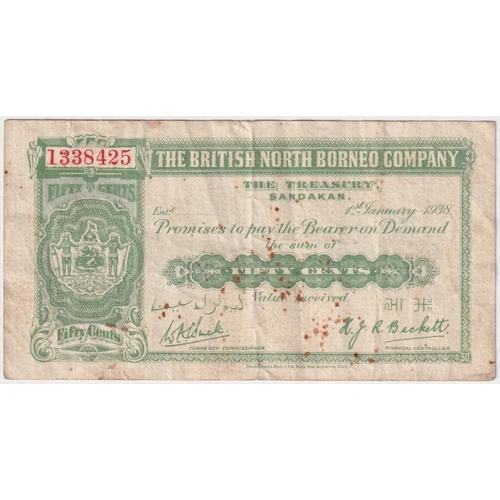 1338425
THE BRITISH NORTH BORNEO COMPANY
FIFTY CENTS
THE TREASURY
SANDAKAN.
Entd.
1st January 1938.
Promises to pay the Bearer on Demand
the sum of
FIFTY CENTS
Value received
Fifty Cents
H. J. R. Beckett.
CURRENCY COMMISSIONER.
FINANCIAL CONTROLLER.
50